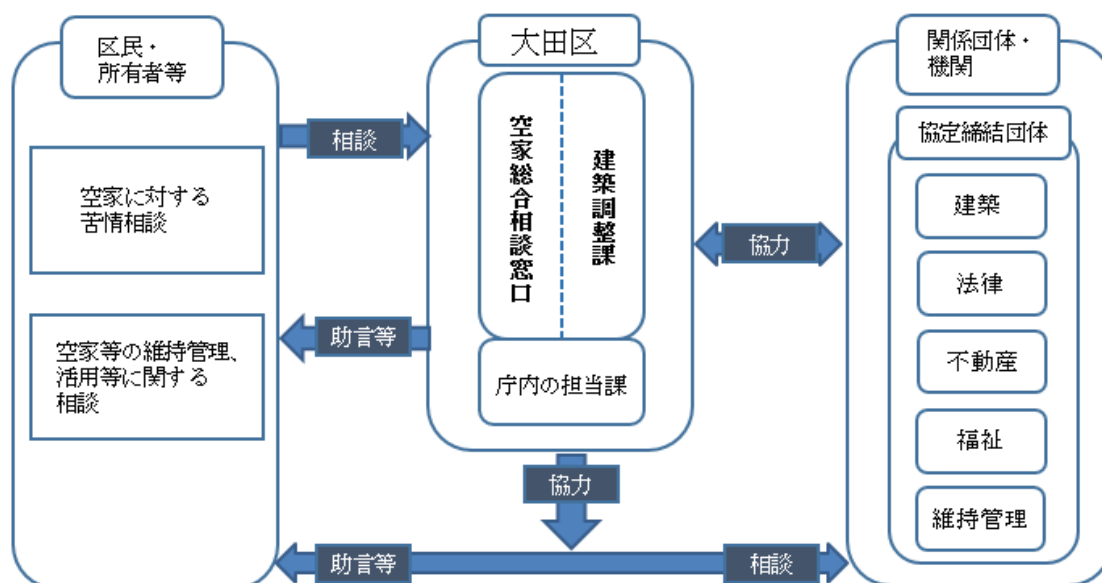 区民・
所有者等
空家に対する
苦情相談
空家等の維持管理、
活用等に関する
相談
相談
助言等
大田区
空家総合相談窓口
建築調整課
庁内の担当課
協力
協力
関係団体・
機関
協定締結団体
建築
法律
不動産
福祉
維持管理
助言等
相談